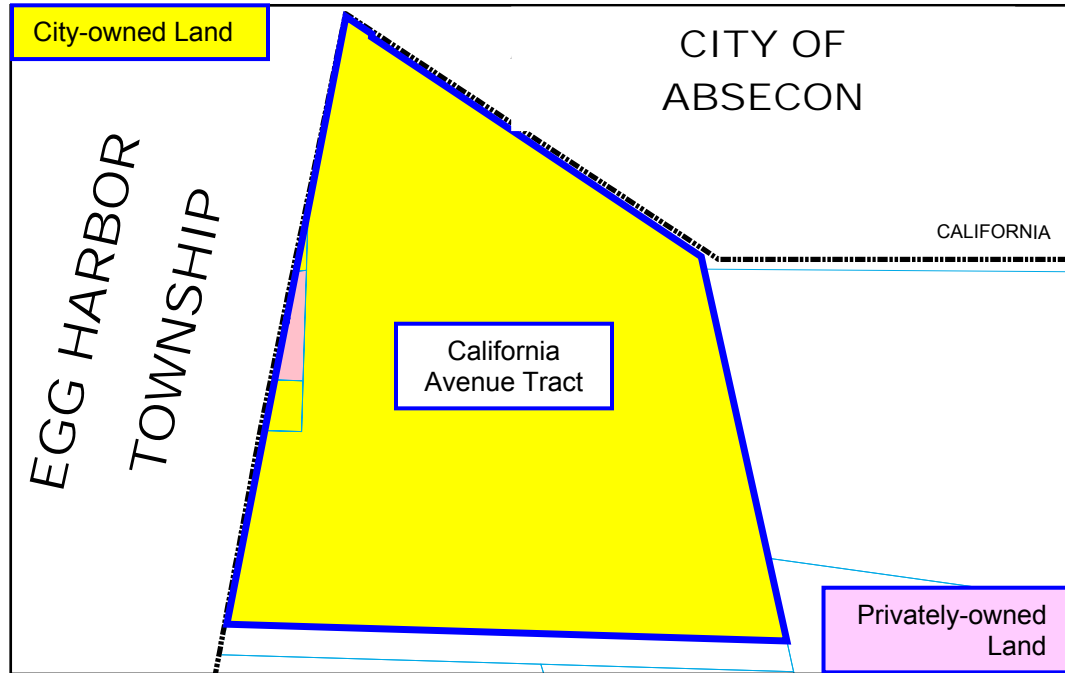 City-owned Land
CITY OF
ABSECON
EGG HARBOR
TOWNSHIP
CALIFORNIA
California
Avenue Tract
Privately-owned
Land